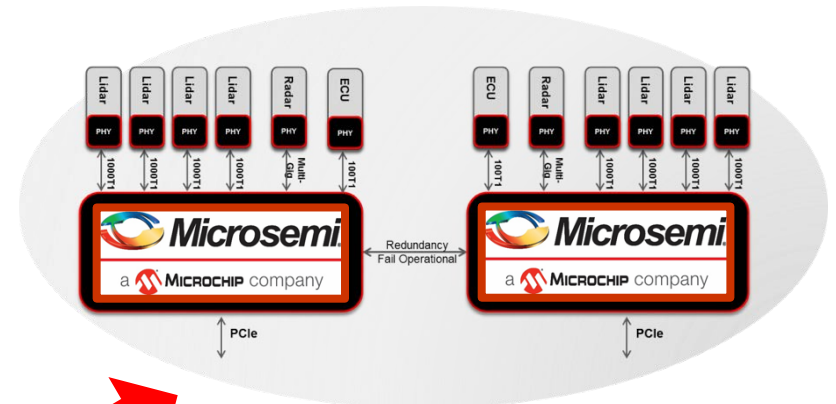 Lidar
Lidar
Lidar
Lidar
Radar
ECU
PHY
PHY
PHY
PHY
PHY
PHY
1000T1
1000T1
1000T1
1000T1
Multi-
Gig
100T1
Microsemi.
a MICROCHIP company
PCIe
Redundancy
Fail Operational
ECU
Radar
Lidar
Lidar
Lidar
Lidar
PHY
PHY
PHY
PHY
PHY
PHY
100T1
Multi-
Gig
1000T1
1000T1
1000T1
1000T1
Microsemi
a MICROCHIP company
PCIe